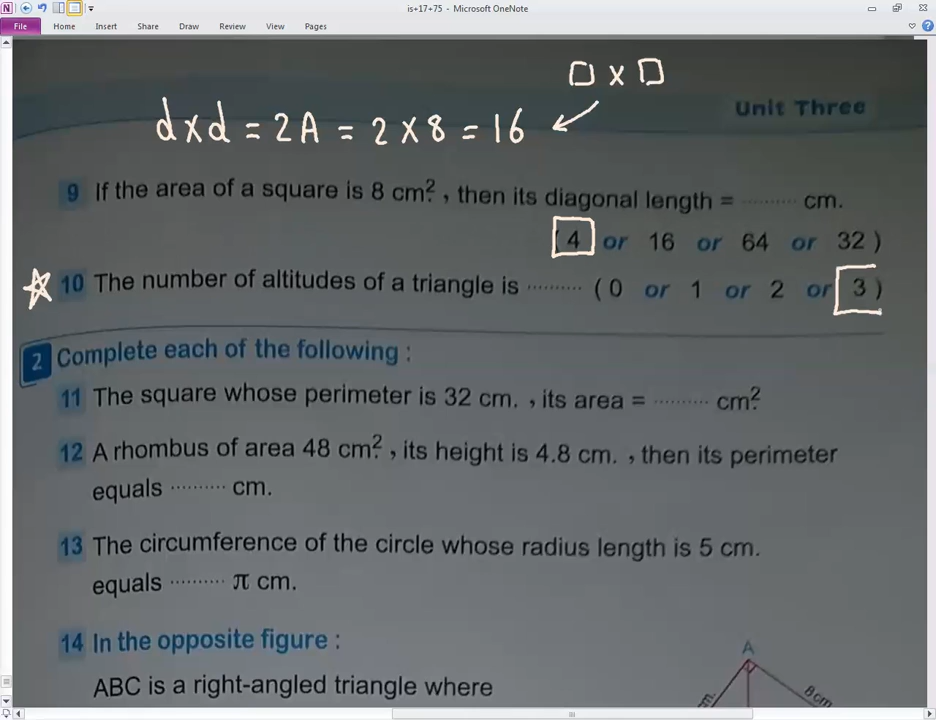 is+17+75 - Microsoft OneNote
File Home Insert Share Draw Review View Pages
□ x □
Unit Three
d x d = 2A = 2 x 8 = 16
9 If the area of a square is 8 cm², then its diagonal length = ·········· cm.
(4 or 16 or 64 or 32)
10 The number of altitudes of a triangle is ·········· (0 or 1 or 2 or 3)
2 Complete each of the following :
11 The square whose perimeter is 32 cm. , its area = ·········· cm²
12 A rhombus of area 48 cm², its height is 4.8 cm. , then its perimeter
equals ·········· cm.
13 The circumference of the circle whose radius length is 5 cm.
equals ·········· π cm.
14 In the opposite figure :
A
ABC is a right-angled triangle where
cm. 8cm